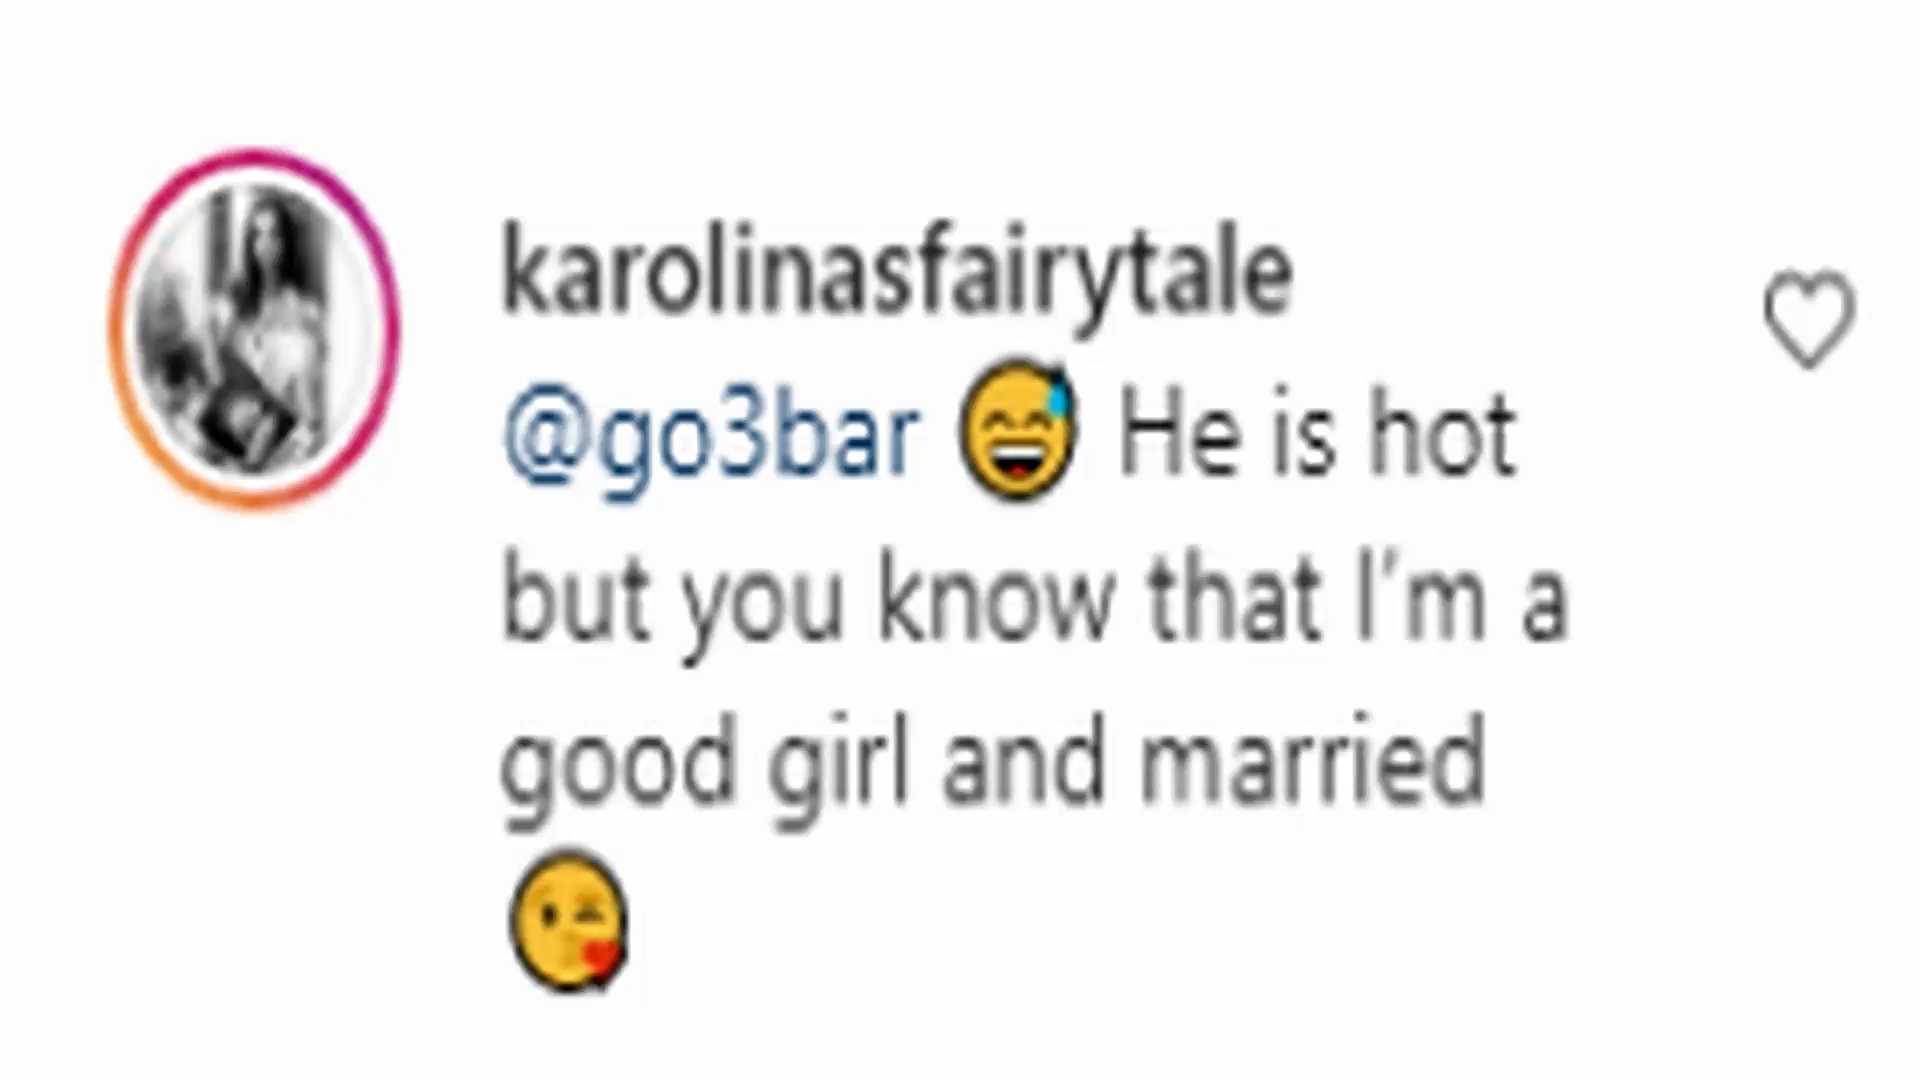 karolinasfairytale
@go3bar 😅 He is hot
but you know that I'm a
good girl and married
😘